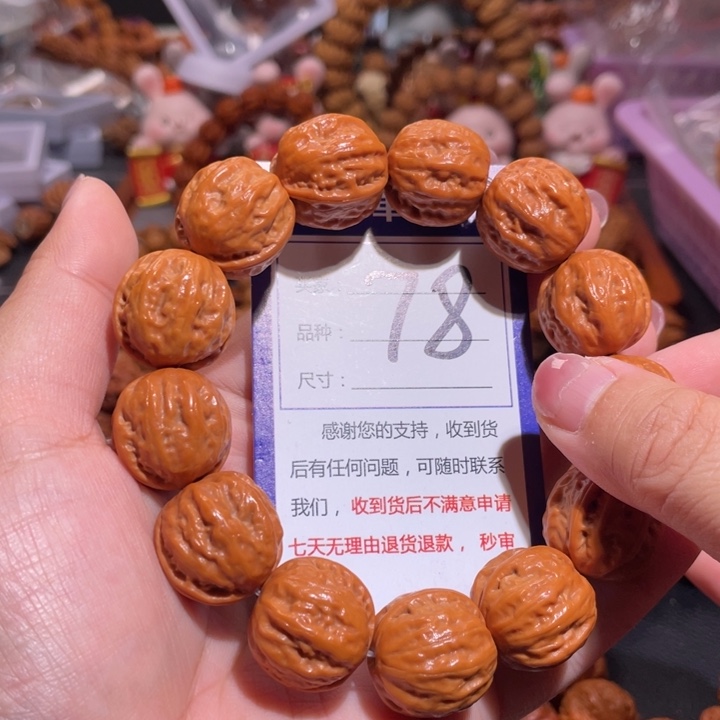 78
品种：
尺寸：
感谢您的支持，收到货
后有任何问题，可随时联系
我们，收到货后不满意申请
七天无理由退货退款，秒审